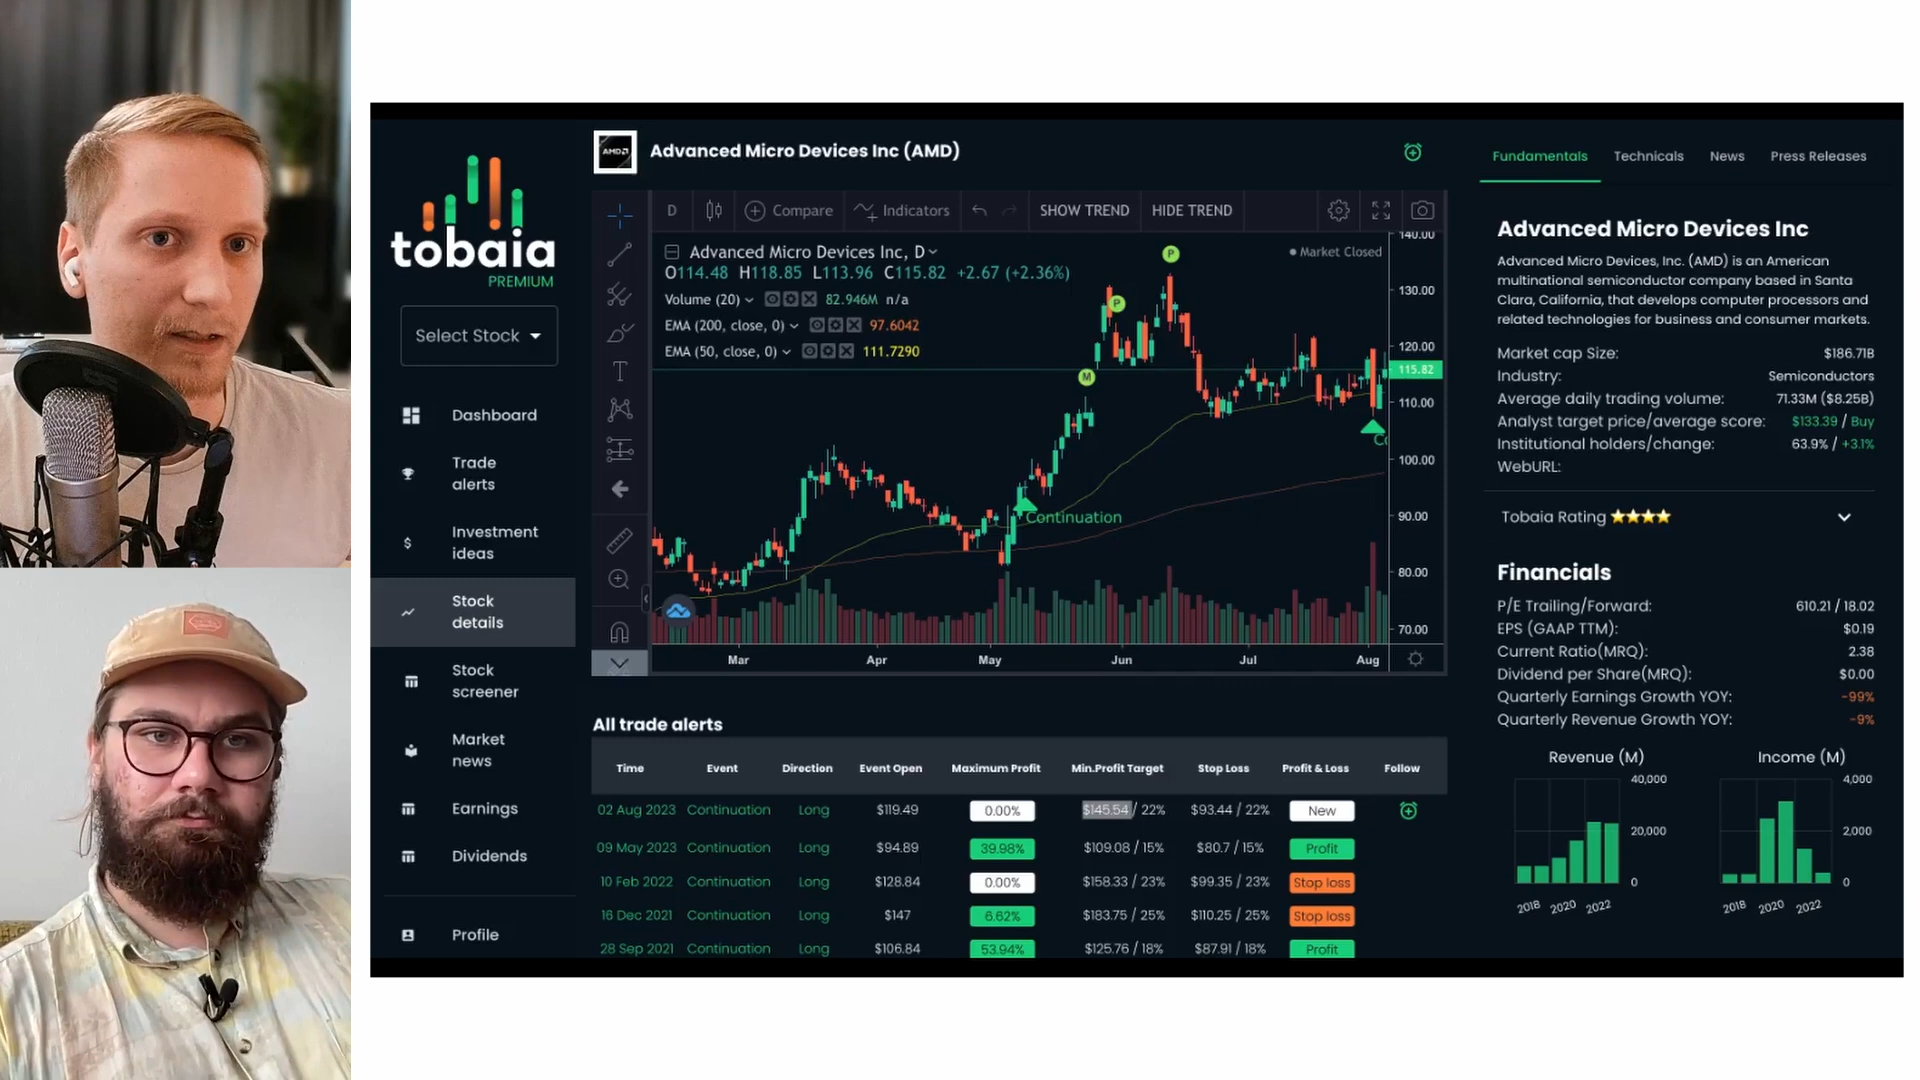 tobaia
PREMIUM
Select Stock
Dashboard
Trade
alerts
Investment
ideas
Stock
details
Stock
screener
Market
news
Earnings
Dividends
Profile
AMD
Advanced Micro Devices Inc (AMD)
D
Compare
Indicators
SHOW TREND
HIDE TREND
Advanced Micro Devices Inc, D
Market Closed
O114.48 H118.85 L113.96 C115.82 +2.67 (+2.36%)
Volume (20) 82.946M n/a
EMA (200, close, 0) 97.6042
EMA (50, close, 0) 111.7290
P
P
M
Continuation
Co
140.00
130.00
120.00
115.82
110.00
100.00
90.00
80.00
70.00
Mar Apr May Jun Jul Aug
All trade alerts
Time Event Direction Event Open Maximum Profit Min.Profit Target Stop Loss Profit & Loss Follow
02 Aug 2023 Continuation Long $119.49 0.00% $145.54 / 22% $93.44 / 22% New
09 May 2023 Continuation Long $94.89 39.98% $109.08 / 15% $80.7 / 15% Profit
10 Feb 2022 Continuation Long $128.84 0.00% $158.33 / 23% $99.35 / 23% Stop loss
16 Dec 2021 Continuation Long $147 6.62% $183.75 / 25% $110.25 / 25% Stop loss
28 Sep 2021 Continuation Long $106.84 53.94% $125.76 / 18% $87.91 / 18% Profit
Fundamentals Technicals News Press Releases
Advanced Micro Devices Inc
Advanced Micro Devices, Inc. (AMD) is an American
multinational semiconductor company based in Santa
Clara, California, that develops computer processors and
related technologies for business and consumer markets.
Market cap Size: $186.71B
Industry: Semiconductors
Average daily trading volume: 71.33M ($8.25B)
Analyst target price/average score: $133.39 / Buy
Institutional holders/change: 63.9% / +3.1%
WebURL:
Tobaia Rating
Financials
P/E Trailing/Forward: 610.21 / 18.02
EPS (GAAP TTM): $0.19
Current Ratio(MRQ): 2.38
Dividend per Share(MRQ): $0.00
Quarterly Earnings Growth YOY: -99%
Quarterly Revenue Growth YOY: -9%
Revenue (M) Income (M)
40,000
20,000
0
2018 2020 2022
4,000
2,000
0
2018 2020 2022